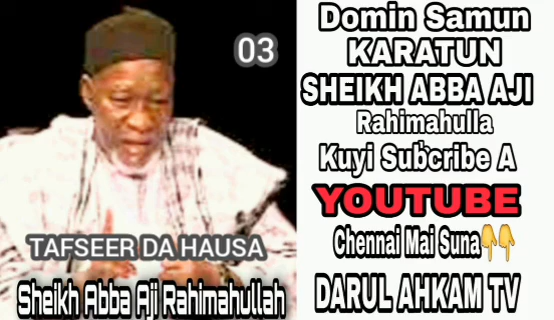 03
TAFSEER DA HAUSA
Sheikh Abba Aji Rahimahullah
Domin Samun
KARATUN
SHEIKH ABBA AJI
Rahimahulla
Kuyi Subcribe A
YOUTUBE
Chennai Mai Suna👇👇
DARUL AHKAM TV